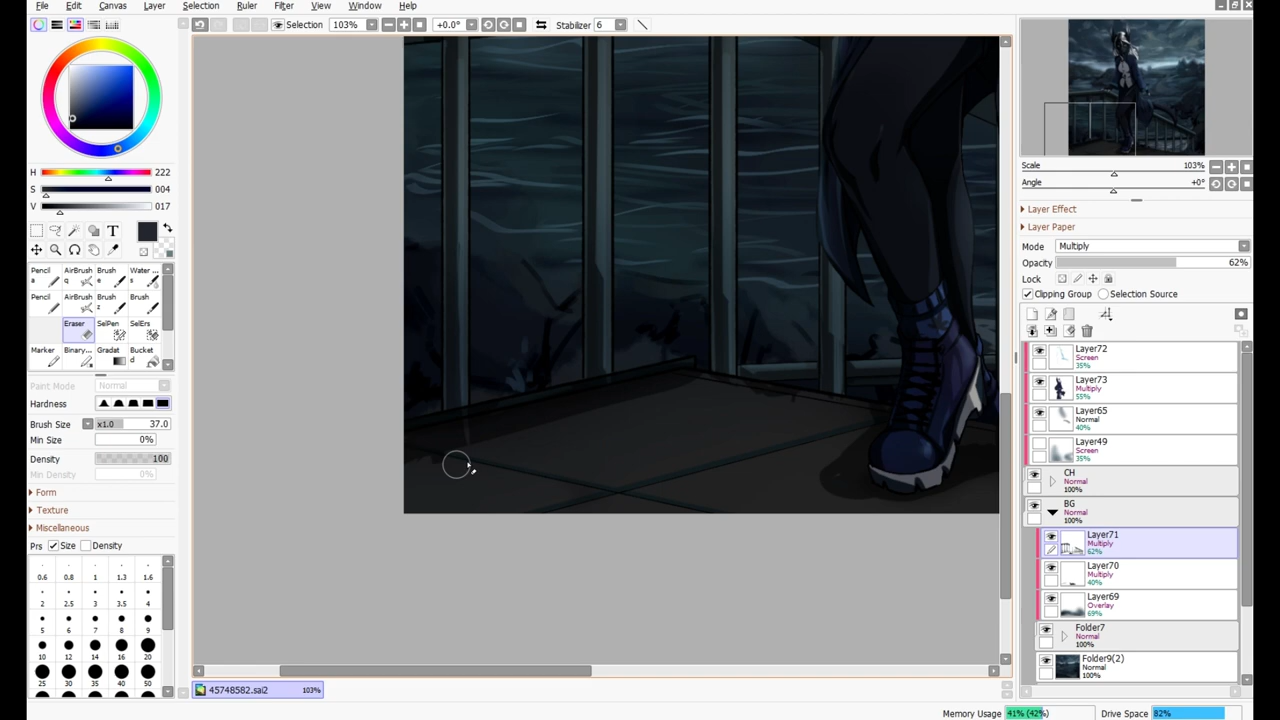 File Edit Canvas Layer Selection Ruler Filter View Window Help
Selection 103% +0.0° Stabilizer 6
H 222
S 004
V 017
T
Pencil AirBrush Brush Water ...
a q e s
Pencil AirBrush Brush Brush
z
Eraser SelPen SelErs
Marker Binary... Gradat Bucket
d
Paint Mode Normal
Hardness
Brush Size x1.0 37.0
Min Size 0%
Density 100
Min Density 0%
Form
Texture
Miscellaneous
Prs Size Density
0.6 0.8 1 1.3 1.6
2 2.5 3 3.5 4
5 6 7 8 9
10 12 14 16 20
25 30 35 40 50
45748582.sai2 103%
Scale 103%
Angle +0°
Layer Effect
Layer Paper
Mode Multiply
Opacity 62%
Lock
Clipping Group Selection Source
Layer72
Screen
35%
Layer73
Multiply
55%
Layer65
Normal
40%
Layer49
Screen
35%
CH
Normal
100%
BG
Normal
100%
Layer71
Multiply
62%
Layer70
Multiply
40%
Layer69
Overlay
69%
Folder7
Normal
100%
Folder9(2)
Normal
100%
Memory Usage 41% (42%) Drive Space 82%